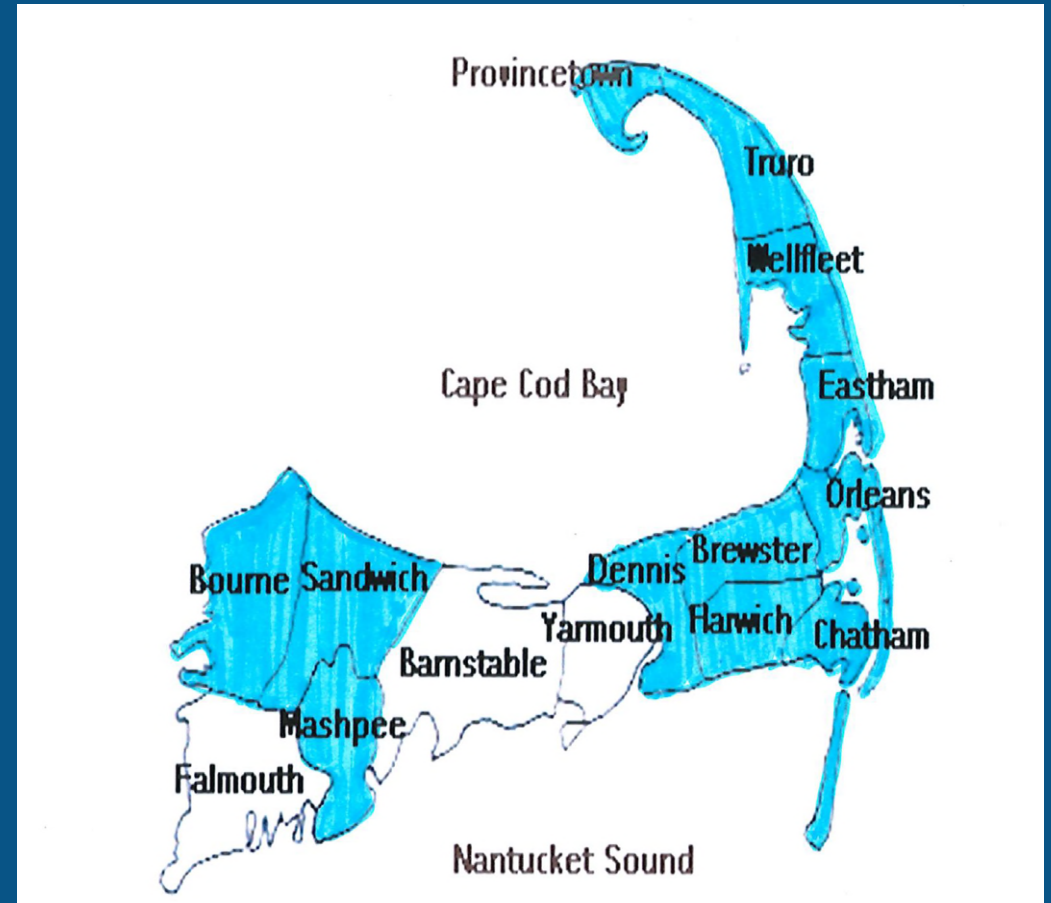 Provincetown
Truro
Wellfleet
Cape Cod Bay
Eastham
Orleans
Brewster
Dennis
Bourne
Sandwich
Harwich
Yarmouth
Chatham
Barnstable
Mashpee
Falmouth
Nantucket Sound